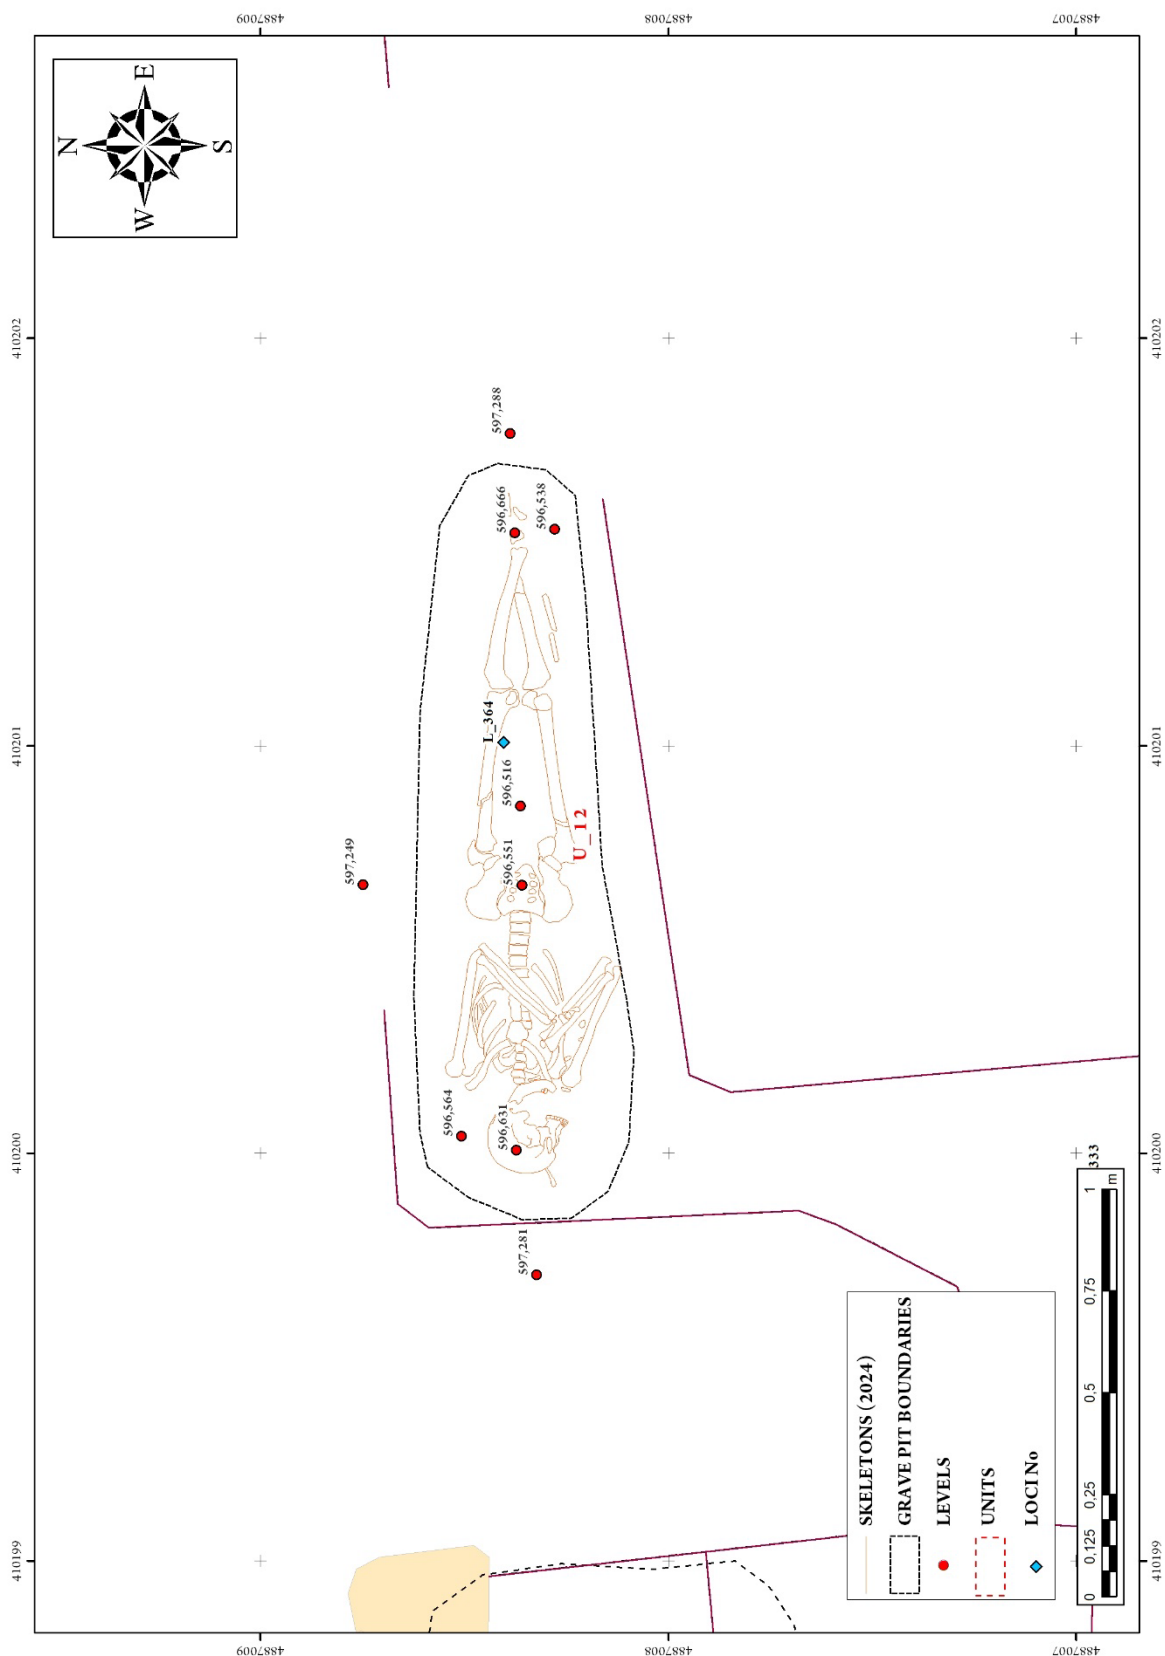 4887009
4887008
4887007
N
E
W
S
410202
410202
597,288
596,666
596,538
L_364
410201
410201
596,516
U_12
596,551
597,249
596,564
596,631
410200
410200
597,281
333
SKELETONS (2024)
GRAVE PIT BOUNDARIES
LEVELS
UNITS
LOCI No
0
0,125
0,25
0,5
0,75
1
m
410199
410199
4887009
4887008
4887007